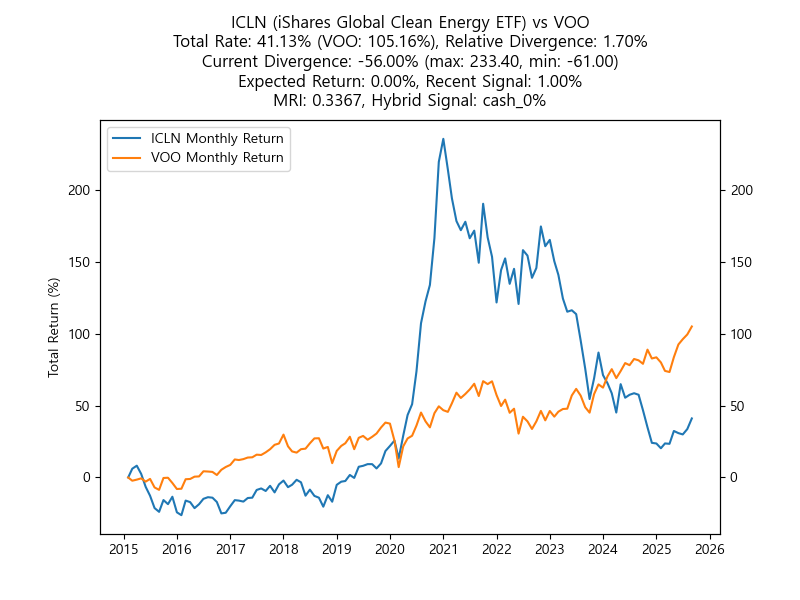 ICLN (iShares Global Clean Energy ETF) vs VOO
Total Rate: 41.13% (VOO: 105.16%), Relative Divergence: 1.70%
Current Divergence: -56.00% (max: 233.40, min: -61.00)
Expected Return: 0.00%, Recent Signal: 1.00%
MRI: 0.3367, Hybrid Signal: cash_0%
ICLN Monthly Return
VOO Monthly Return
Total Return (%)
200
150
100
50
0
200
150
100
50
0
2015 2016 2017 2018 2019 2020 2021 2022 2023 2024 2025 2026